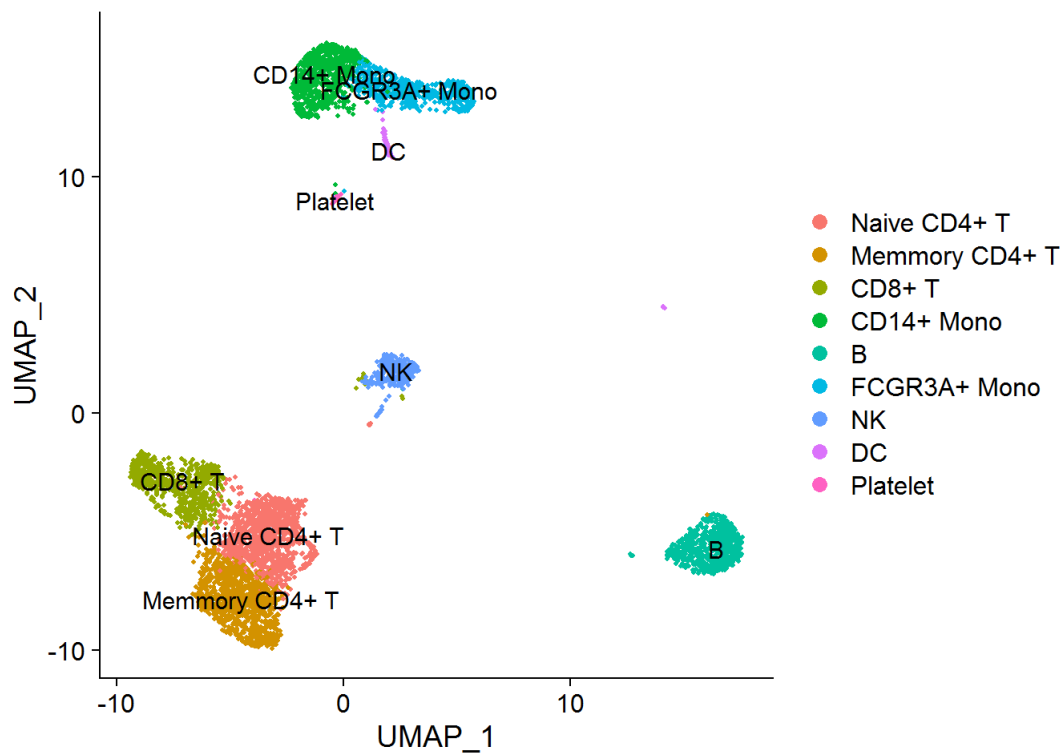 CD14+ Mono
FCGR3A+ Mono
DC
10
Platelet
Naive CD4+ T
Memmory CD4+ T
CD8+ T
CD14+ Mono
B
FCGR3A+ Mono
NK
DC
Platelet
UMAP_2
NK
0
CD8+ T
Naive CD4+ T
B
Memmory CD4+ T
-10
-10
0
10
UMAP_1